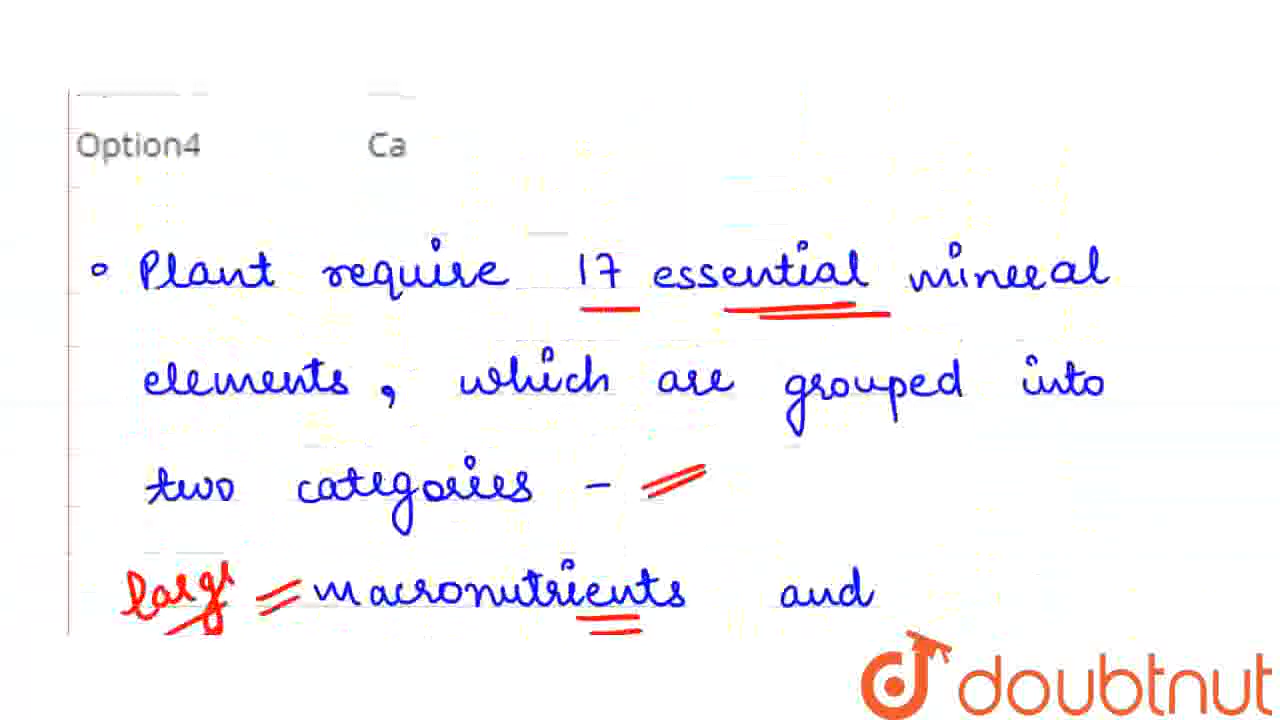 Option4 Ca
• Plant require 17 essential mineral
elements, which are grouped into
two categories -
large macronutrients and
doubtnut